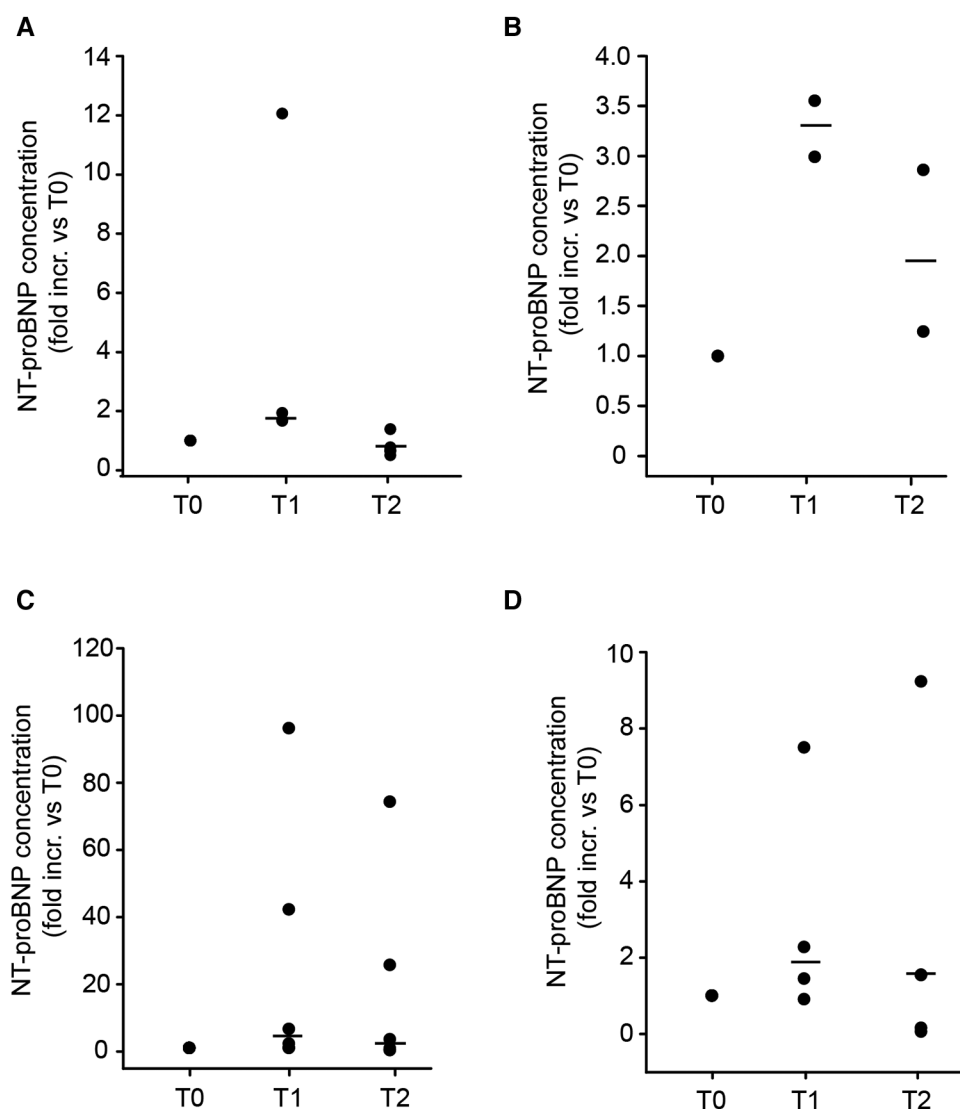 A
NT-proBNP concentration
(fold incr. vs T0)
14
12
10
8
6
4
2
0
T0 T1 T2
B
NT-proBNP concentration
(fold incr. vs T0)
4.0
3.5
3.0
2.5
2.0
1.5
1.0
0.5
0
T0 T1 T2
C
NT-proBNP concentration
(fold incr. vs T0)
120
100
80
60
40
20
0
T0 T1 T2
D
NT-proBNP concentration
(fold incr. vs T0)
10
8
6
4
2
0
T0 T1 T2